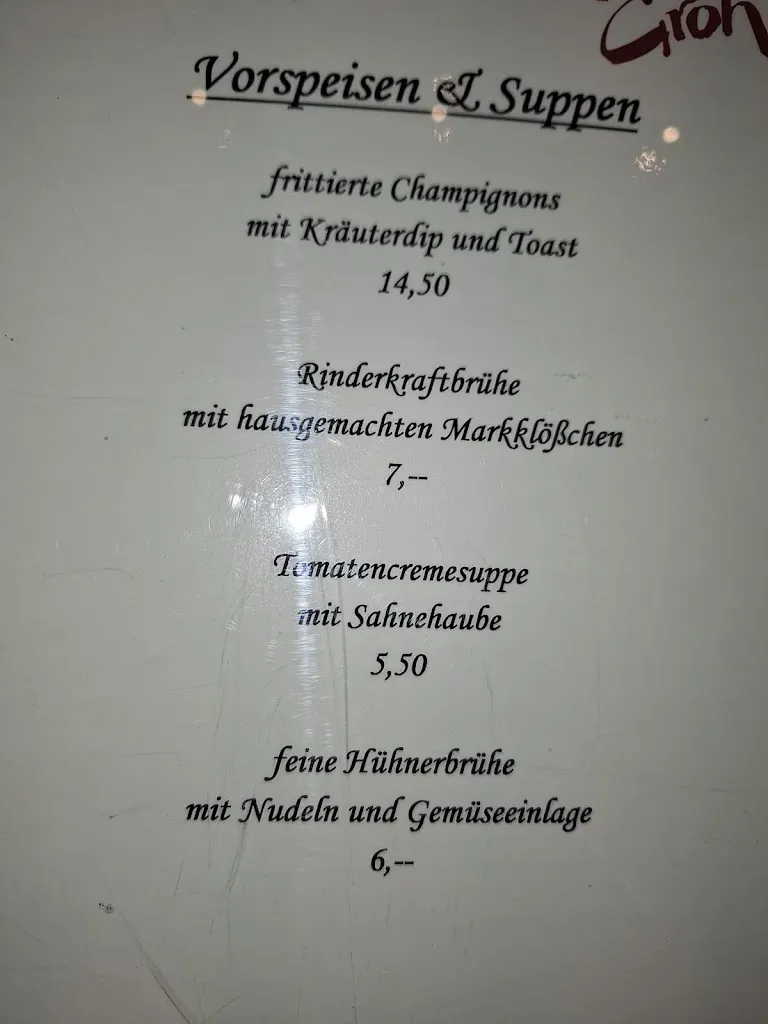 Groh
Vorspeisen & Suppen
frittierte Champignons
mit Kräuterdip und Toast
14,50
Rinderkraftbrühe
mit hausgemachten Markklößchen
7,--
Tomatencremesuppe
mit Sahnehaube
5,50
feine Hühnerbrühe
mit Nudeln und Gemüseeinlage
6,--